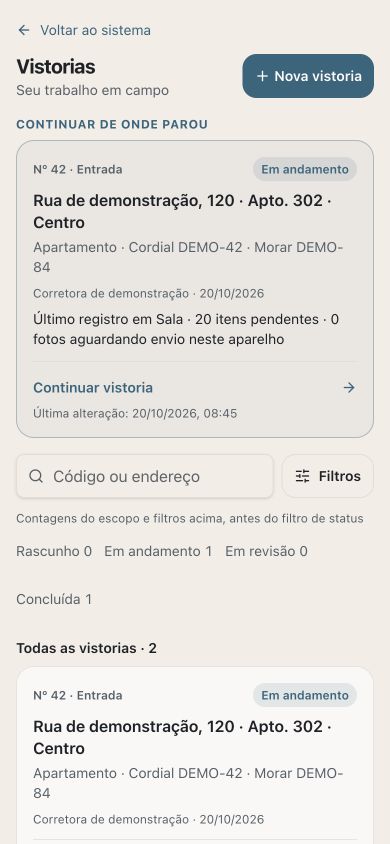 Voltar ao sistema
Vistorias
Seu trabalho em campo
Nova vistoria
CONTINUAR DE ONDE PAROU
Nº 42 · Entrada
Em andamento
Rua de demonstração, 120 · Apto. 302 ·
Centro
Apartamento · Cordial DEMO-42 · Morar DEMO-
84
Corretora de demonstração · 20/10/2026
Último registro em Sala · 20 itens pendentes · 0
fotos aguardando envio neste aparelho
Continuar vistoria
Última alteração: 20/10/2026, 08:45
Código ou endereço
Filtros
Contagens do escopo e filtros acima, antes do filtro de status
Rascunho 0 Em andamento 1 Em revisão 0
Concluída 1
Todas as vistorias · 2
Nº 42 · Entrada
Em andamento
Rua de demonstração, 120 · Apto. 302 ·
Centro
Apartamento · Cordial DEMO-42 · Morar DEMO-
84
Corretora de demonstração · 20/10/2026